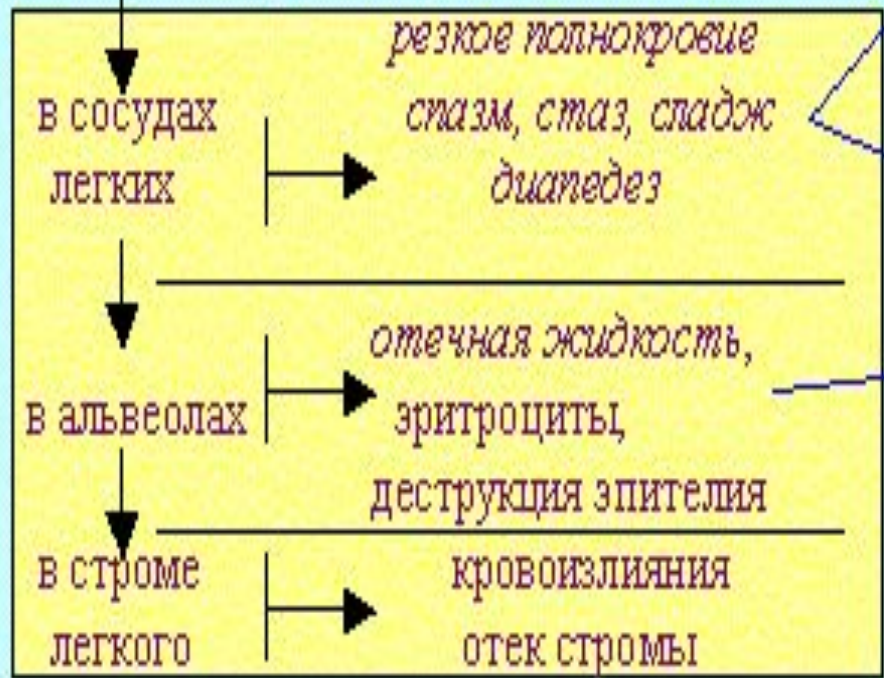 резкое полнокровие
в сосудах спазм, стаз, сладж
легких диапедез
отечная жидкость,
в альвеолах эритроциты,
деструкция эпителия
в строме кровоизлияния
легкого отек стромы